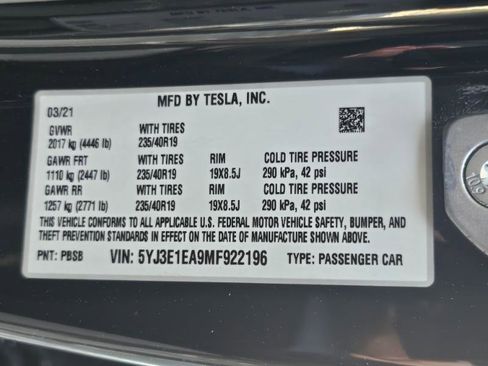 MFD BY TESLA, INC.
03/21
GVWR WITH TIRES
2017 kg (4446 lb) 235/40R19
GAWR FRT WITH TIRES RIM COLD TIRE PRESSURE
1110 kg (2447 lb) 235/40R19 19X8.5J 290 kPa, 42 psi
GAWR RR WITH TIRES RIM COLD TIRE PRESSURE
1257 kg (2771 lb) 235/40R19 19X8.5J 290 kPa, 42 psi
THIS VEHICLE CONFORMS TO ALL APPLICABLE U.S. FEDERAL MOTOR VEHICLE SAFETY, BUMPER, AND
THEFT PREVENTION STANDARDS IN EFFECT ON THE DATE OF MANUFACTURE SHOWN ABOVE.
PNT: PBSB VIN: 5YJ3E1EA9MF922196 TYPE: PASSENGER CAR